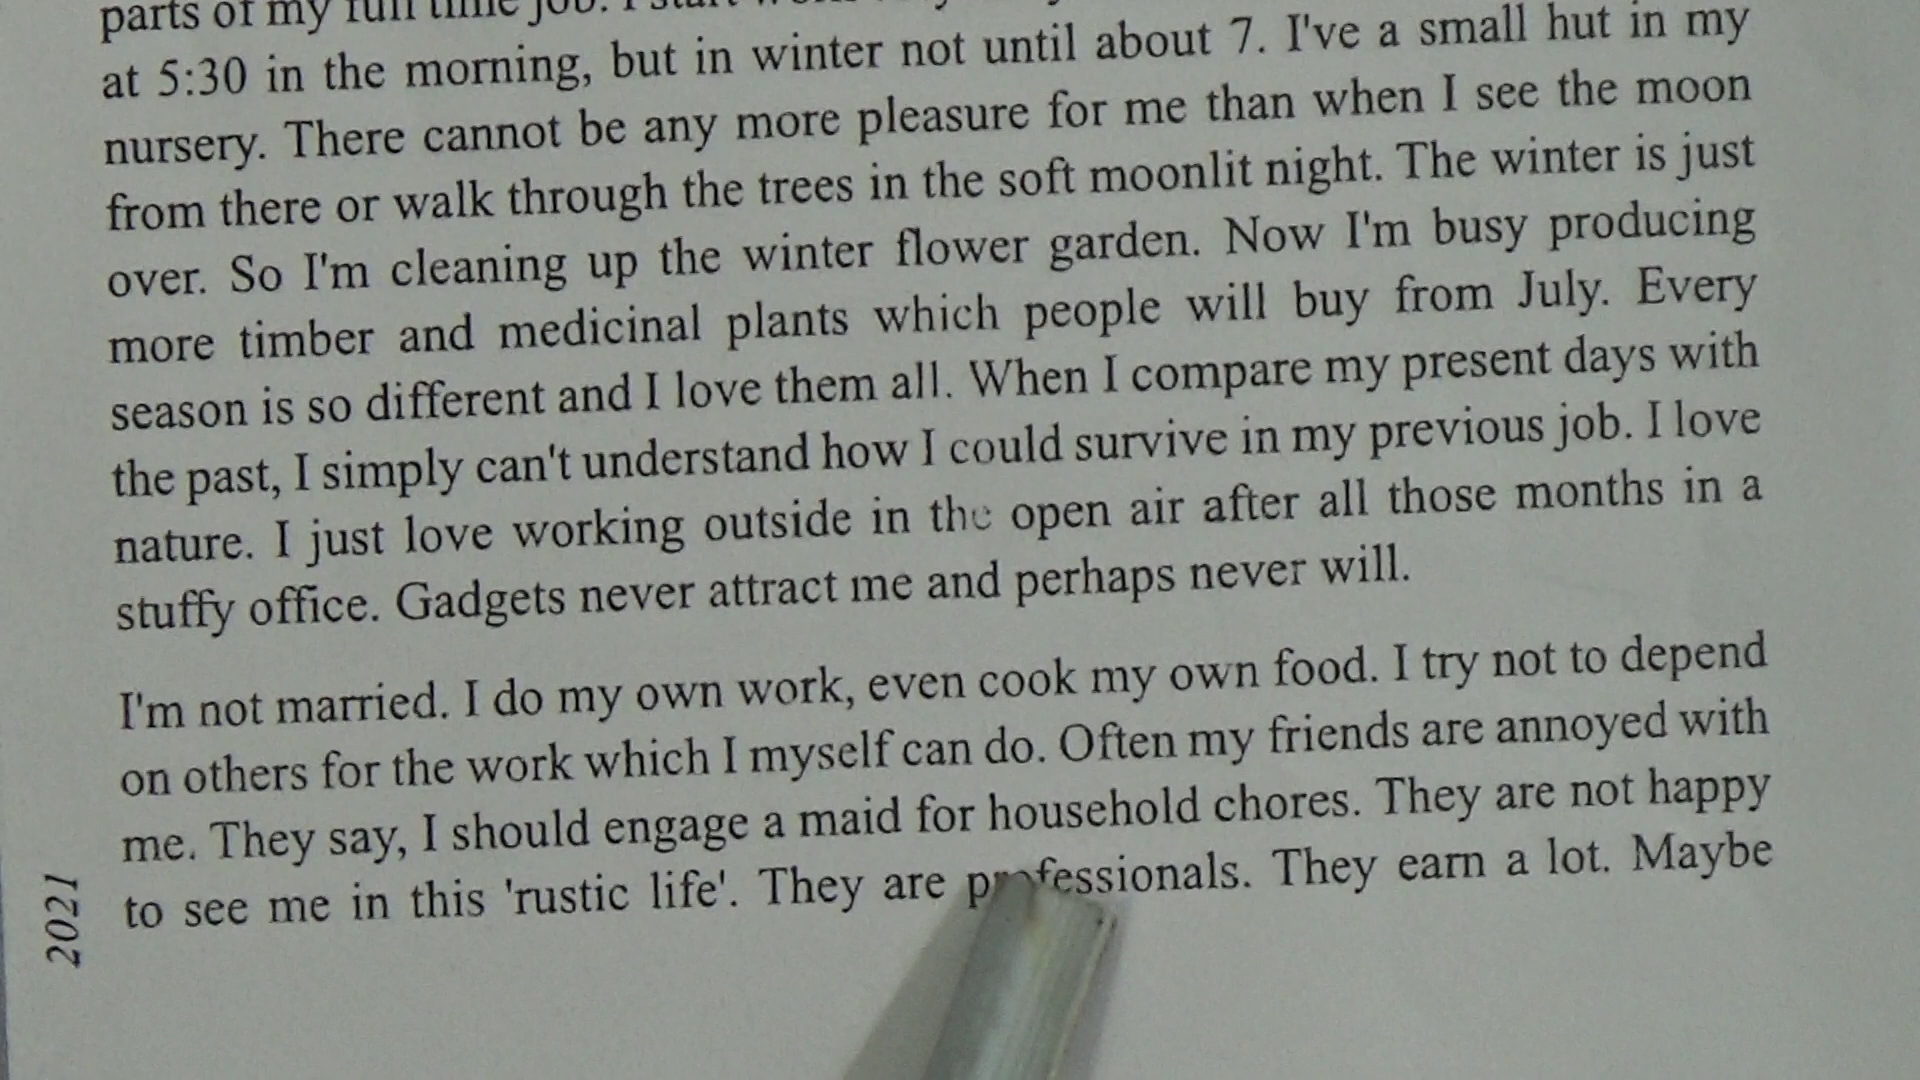 parts of my full time job. I start
at 5:30 in the morning, but in winter not until about 7. I've a small hut in my
nursery. There cannot be any more pleasure for me than when I see the moon
from there or walk through the trees in the soft moonlit night. The winter is just
over. So I'm cleaning up the winter flower garden. Now I'm busy producing
more timber and medicinal plants which people will buy from July. Every
season is so different and I love them all. When I compare my present days with
the past, I simply can't understand how I could survive in my previous job. I love
nature. I just love working outside in the open air after all those months in a
stuffy office. Gadgets never attract me and perhaps never will.
I'm not married. I do my own work, even cook my own food. I try not to depend
on others for the work which I myself can do. Often my friends are annoyed with
me. They say, I should engage a maid for household chores. They are not happy
to see me in this 'rustic life'. They are professionals. They earn a lot. Maybe
2021